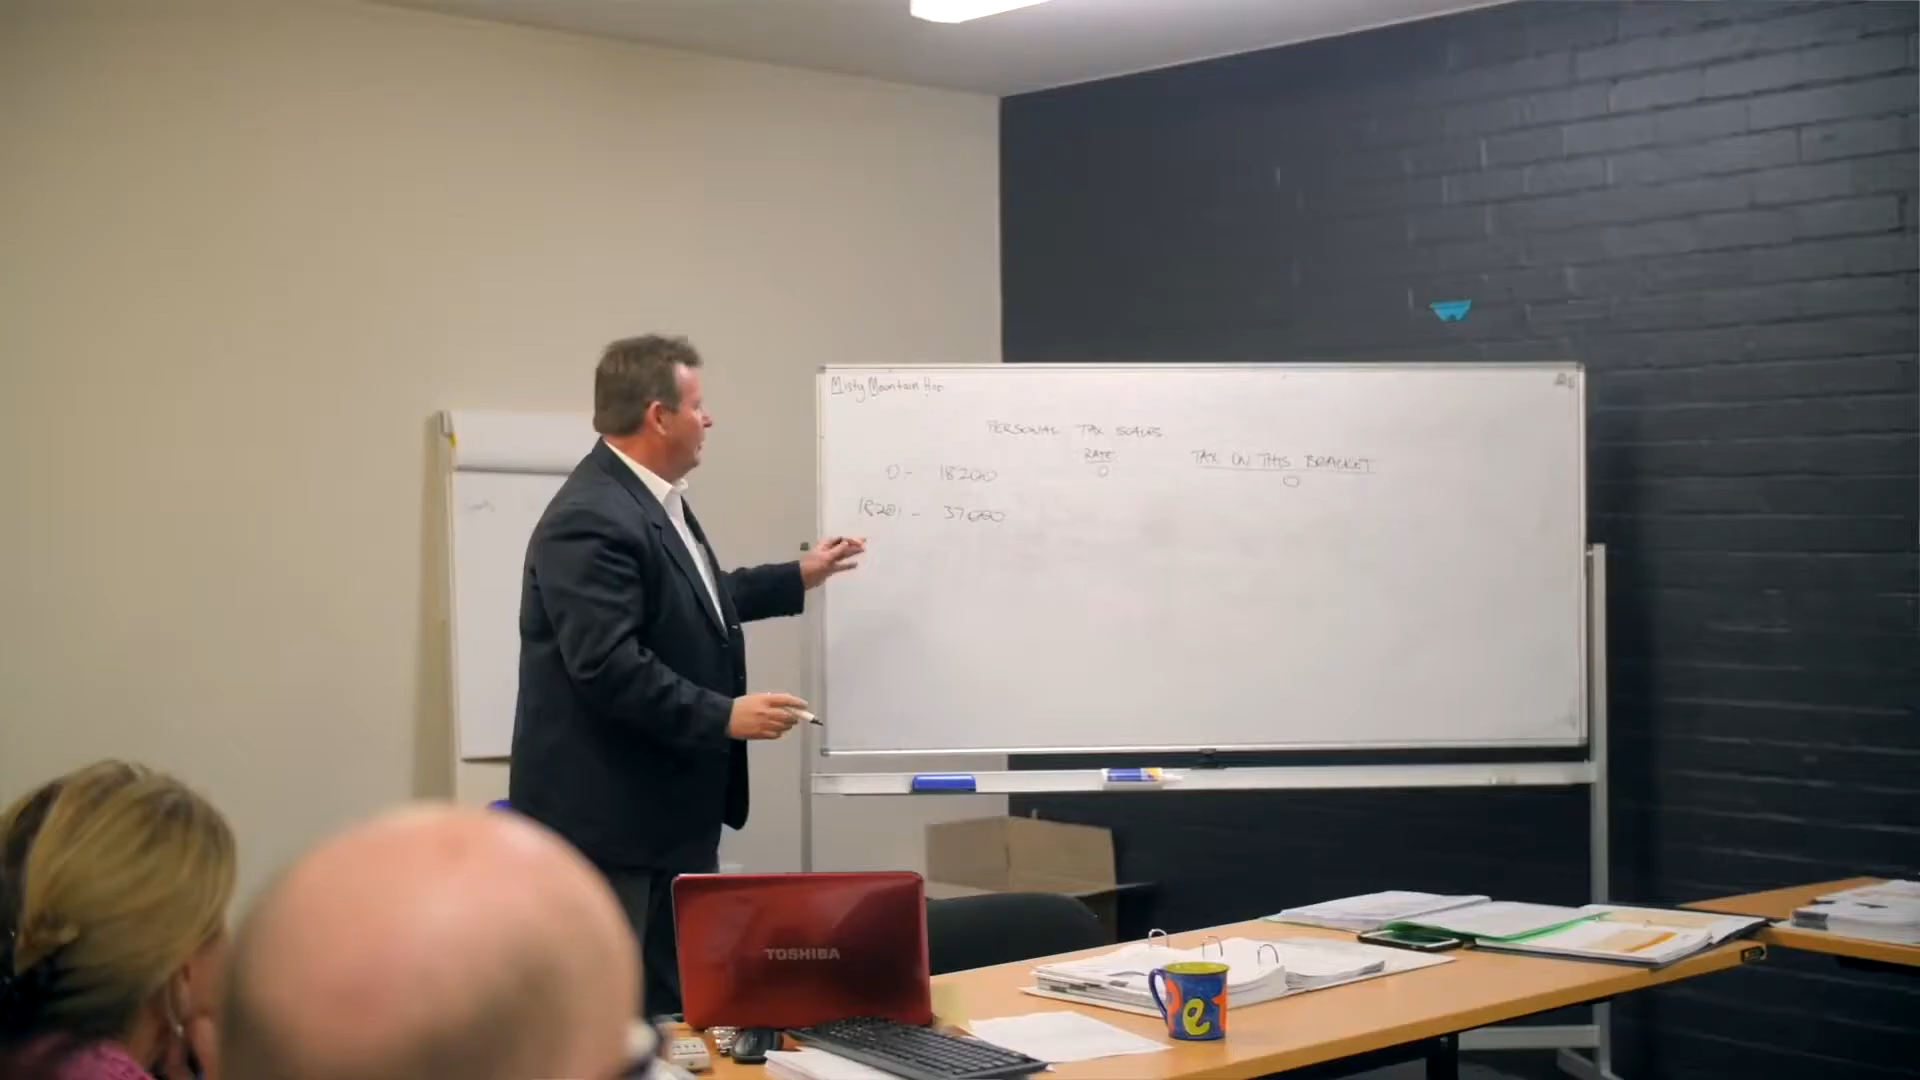 Misty Mountain Hop
PERSONAL TAX SCALES
RATE
TAX ON THIS BRACKET
0 - 18200
0
0
18201 - 37000
TOSHIBA